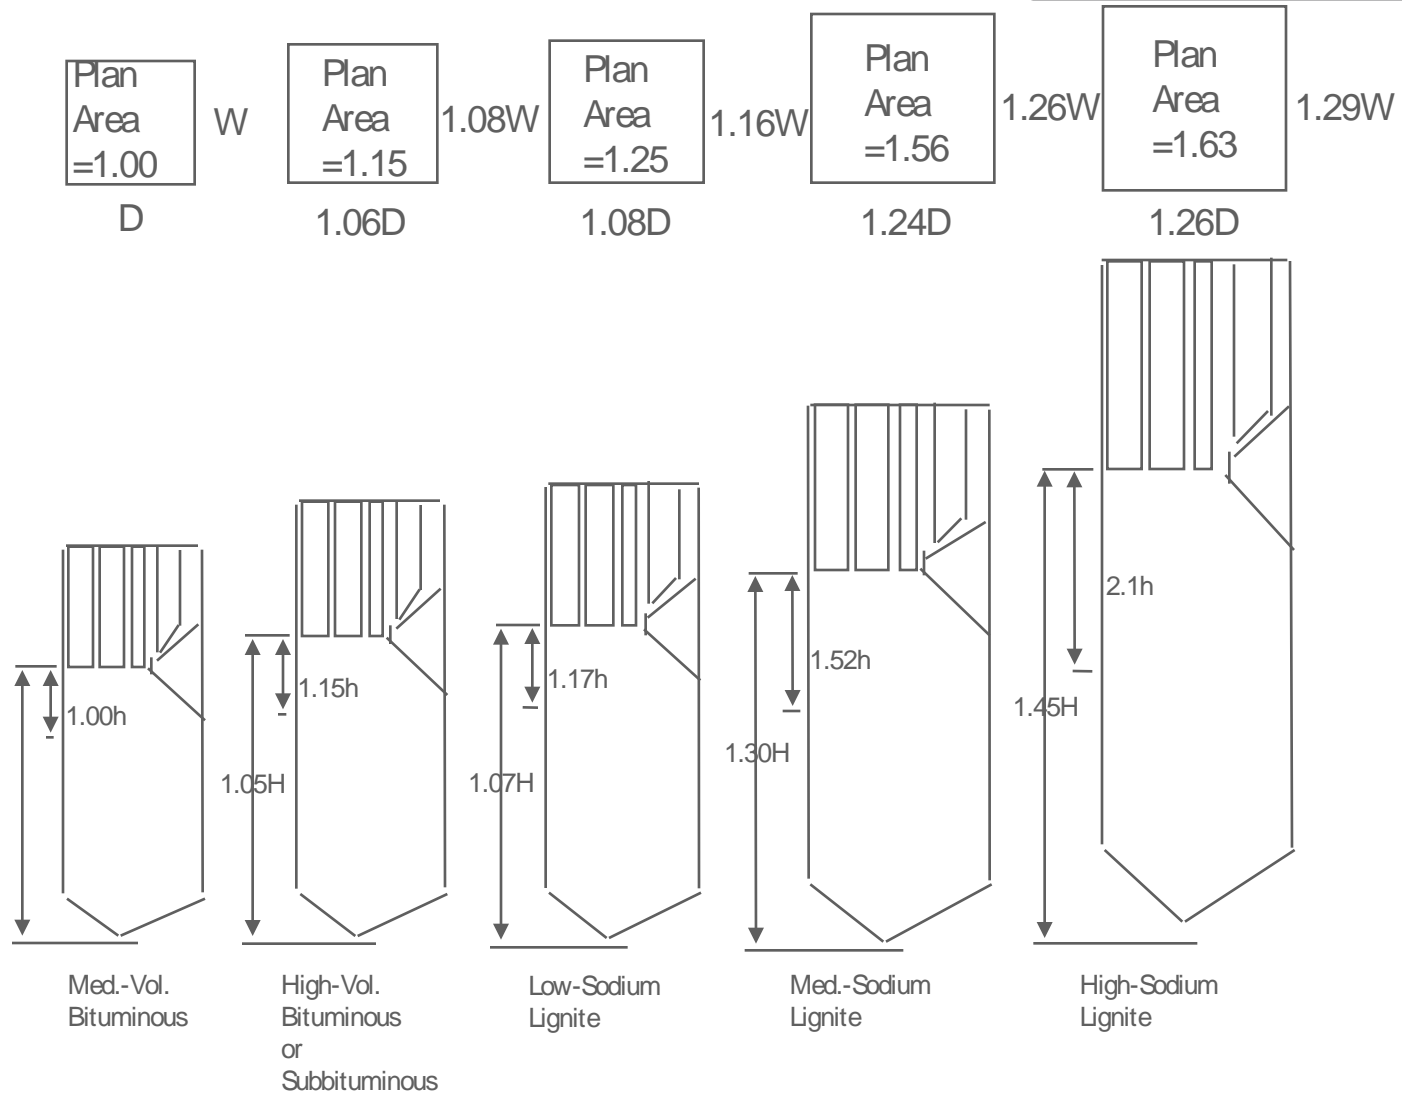 Plan
Area
=1.00
W
D
Plan
Area
=1.15
1.08W
1.06D
Plan
Area
=1.25
1.16W
1.08D
Plan
Area
=1.56
1.26W
1.24D
Plan
Area
=1.63
1.29W
1.26D
1.00h
1.05H
1.15h
1.07H
1.17h
1.30H
1.52h
1.45H
2.1h
Med.-Vol.
Bituminous
High-Vol.
Bituminous
or
Subbituminous
Low-Sodium
Lignite
Med.-Sodium
Lignite
High-Sodium
Lignite